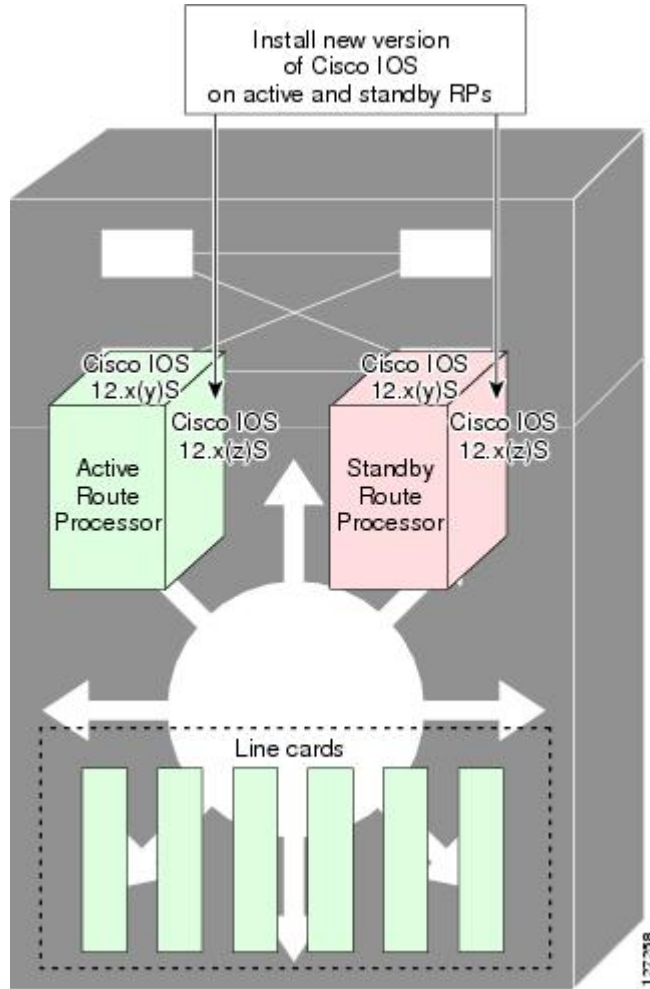 Install new version
of Cisco IOS
on active and standby RPs
Cisco IOS
12.x(y)S
Cisco IOS
12.x(z)S
Active
Route
Processor
Cisco IOS
12.x(y)S
Cisco IOS
12.x(z)S
Standby
Route
Processor
Line cards
127258